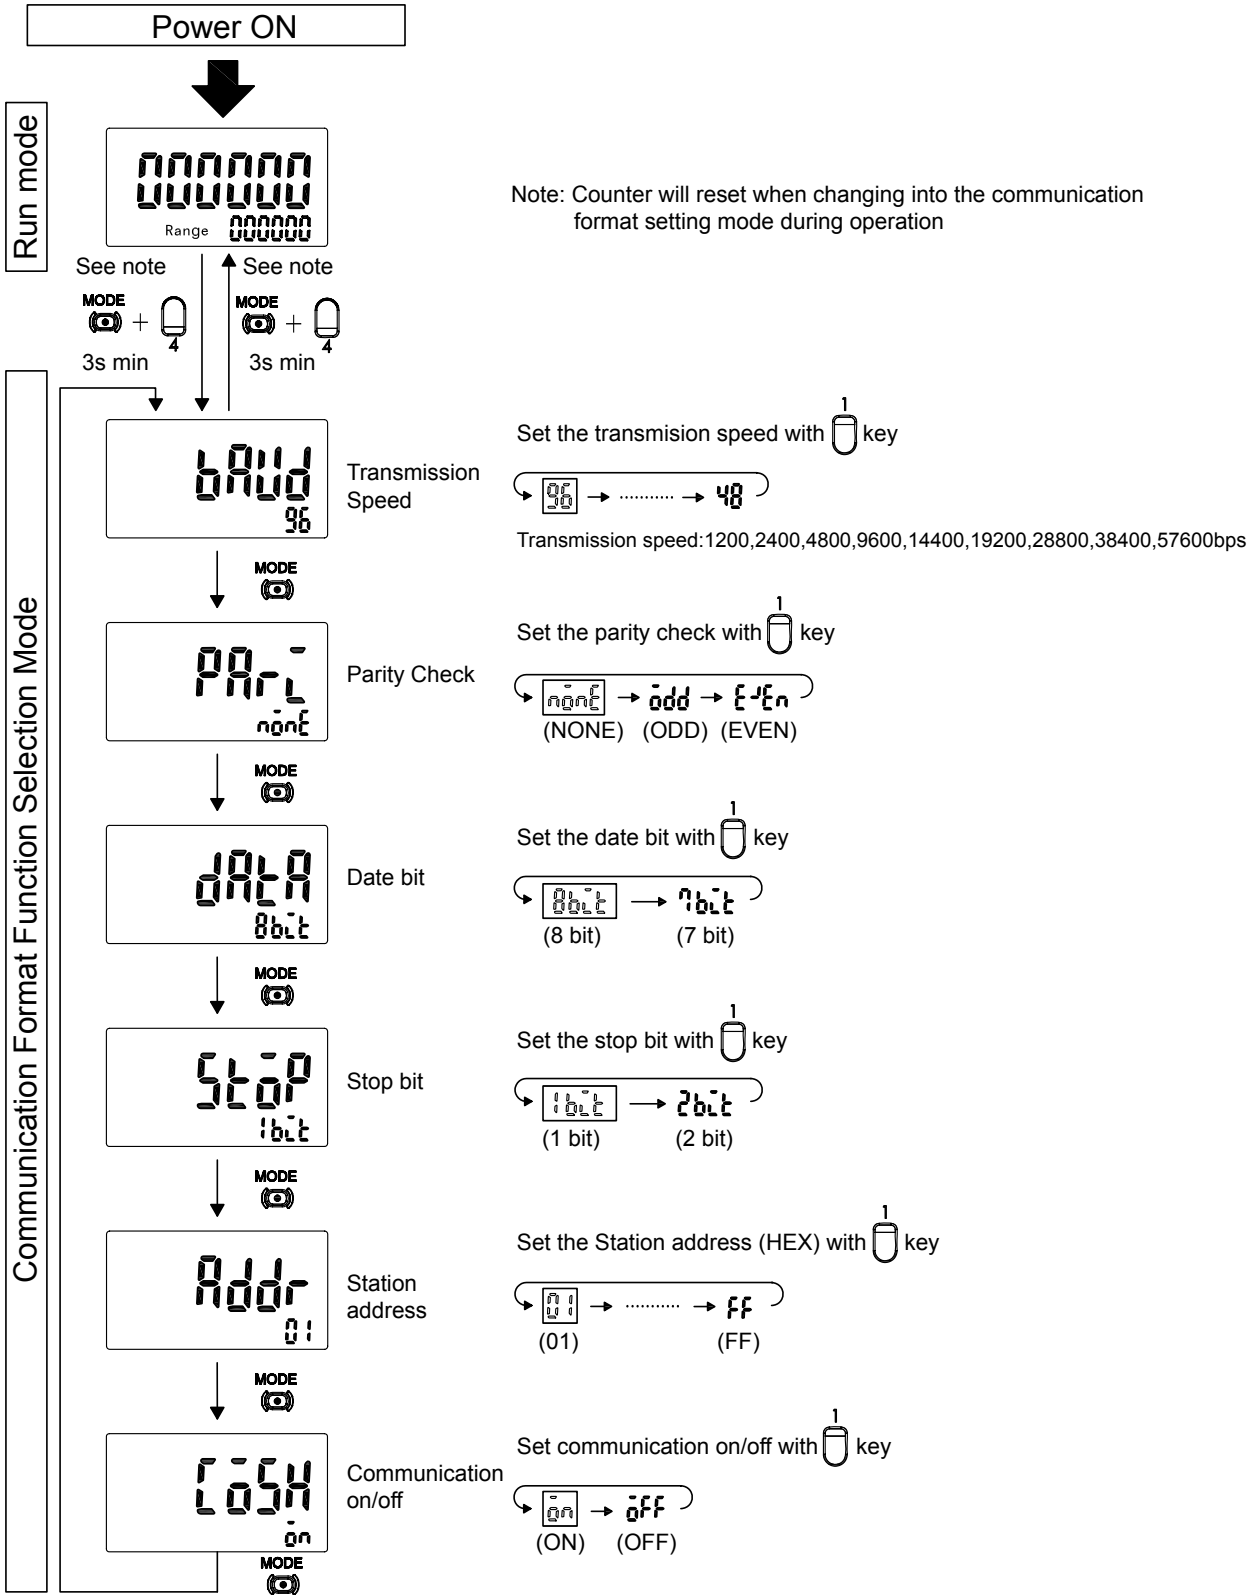 Power ON
Run mode
000000
Range 000000
Note: Counter will reset when changing into the communication
format setting mode during operation
See note
See note
MODE
+
4
MODE
+
4
3s min
3s min
Communication Format Function Selection Mode
bAUd
96
Transmission
Speed
Set the transmision speed with 1 key
96 48
Transmission speed:1200,2400,4800,9600,14400,19200,28800,38400,57600bps
MODE
PAri
nonE
Parity Check
Set the parity check with 1 key
nonE odd EvEn
(NONE) (ODD) (EVEN)
MODE
dAtA
8bit
Date bit
Set the date bit with 1 key
8bit 7bit
(8 bit) (7 bit)
MODE
StoP
1bit
Stop bit
Set the stop bit with 1 key
1bit 2bit
(1 bit) (2 bit)
MODE
Addr
01
Station
address
Set the Station address (HEX) with 1 key
01 FF
(01) (FF)
MODE
CoSH
on
Communication
on/off
Set communication on/off with 1 key
on oFF
(ON) (OFF)
MODE